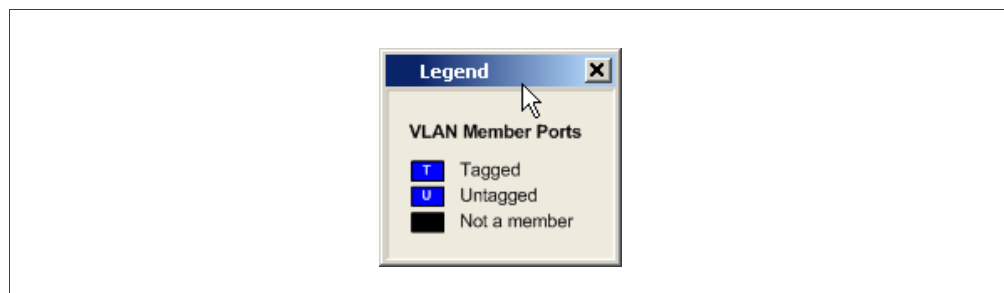 Legend
VLAN Member Ports
T Tagged
U Untagged
Not a member